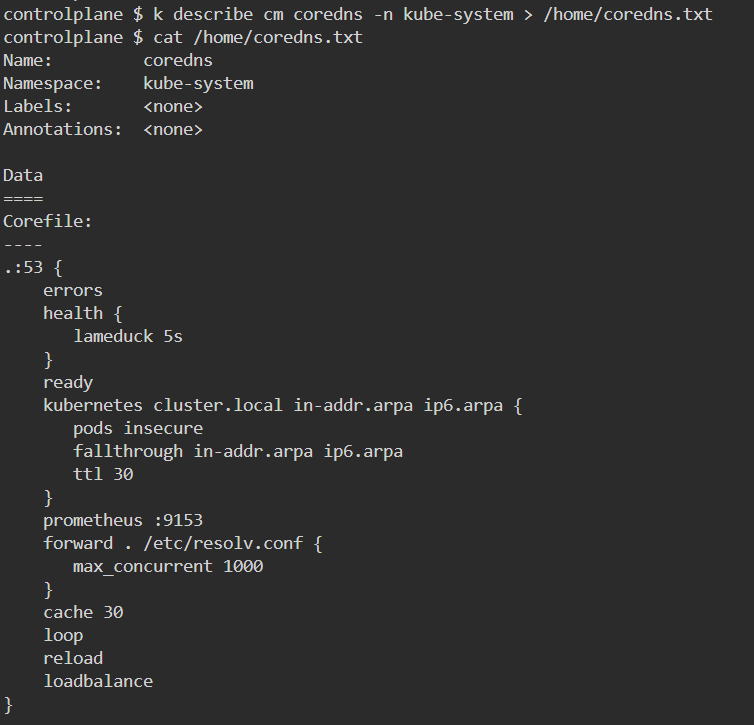 controlplane $ k describe cm coredns -n kube-system > /home/coredns.txt
controlplane $ cat /home/coredns.txt
Name:         coredns
Namespace:    kube-system
Labels:       <none>
Annotations:  <none>

Data
====
Corefile:
----
.:53 {
    errors
    health {
       lameduck 5s
    }
    ready
    kubernetes cluster.local in-addr.arpa ip6.arpa {
       pods insecure
       fallthrough in-addr.arpa ip6.arpa
       ttl 30
    }
    prometheus :9153
    forward . /etc/resolv.conf {
       max_concurrent 1000
    }
    cache 30
    loop
    reload
    loadbalance
}